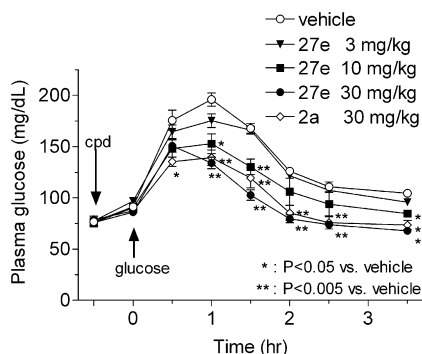 vehicle
27e 3 mg/kg
27e 10 mg/kg
27e 30 mg/kg
2a 30 mg/kg
Plasma glucose (mg/dL)
200
150
100
50
cpd
glucose
*
**
**
*
**
**
**
**
**
**
*
*
*
* : P<0.05 vs. vehicle
** : P<0.005 vs. vehicle
0
1
2
3
Time (hr)